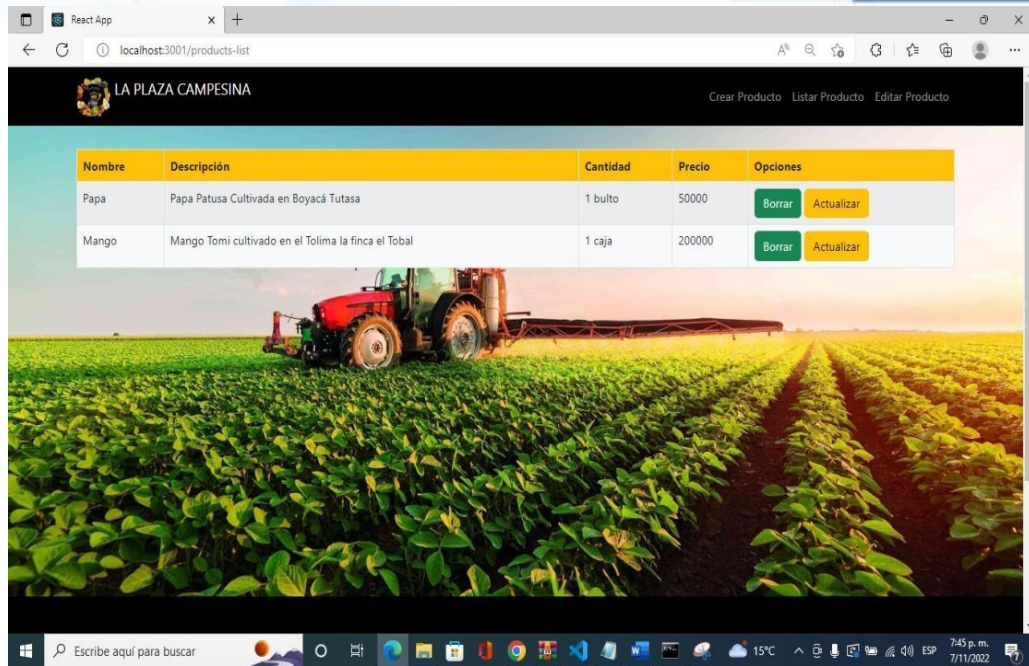 React App
localhost:3001/products-list
LA PLAZA CAMPESINA
Crear Producto Listar Producto Editar Producto
Nombre Descripción Cantidad Precio Opciones
Papa Papa Patusa Cultivada en Boyacá Tutasa 1 bulto 50000 Borrar Actualizar
Mango Mango Tomi cultivado en el Tolima la finca el Tobal 1 caja 200000 Borrar Actualizar
Escribe aquí para buscar
15°C
ESP
7:45 p. m.
7/11/2022